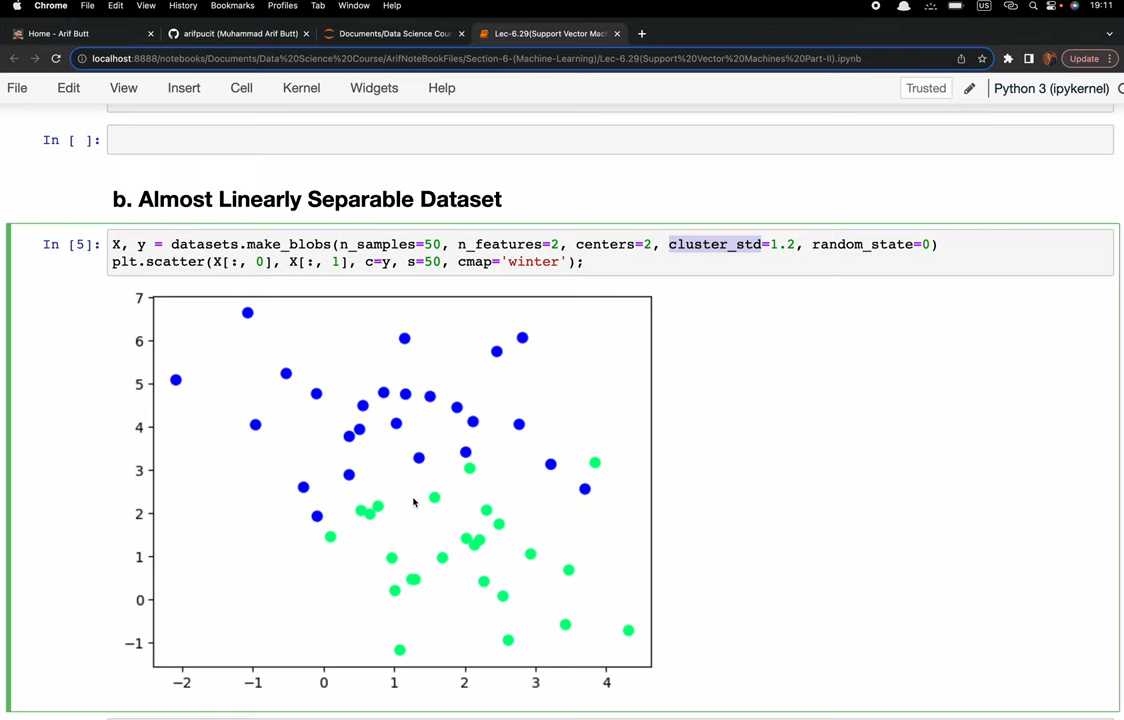 Chrome File Edit View History Bookmarks Profiles Tab Window Help US 19:11
Home - Arif Butt
arifpucit (Muhammad Arif Butt)
Documents/Data Science Cou
Lec-6.29(Support Vector Mac
localhost:8888/notebooks/Documents/Data%20Science%20Course/ArifNoteBookFiles/Section-6-(Machine-Learning)/Lec-6.29(Support%20Vector%20Machines%20Part-II).ipynb
Update
File Edit View Insert Cell Kernel Widgets Help Trusted Python 3 (ipykernel)
In [ ]:
b. Almost Linearly Separable Dataset
In [5]: X, y = datasets.make_blobs(n_samples=50, n_features=2, centers=2, cluster_std=1.2, random_state=0)
plt.scatter(X[:, 0], X[:, 1], c=y, s=50, cmap='winter');
7
6
5
4
3
2
1
0
−1
−2 −1 0 1 2 3 4